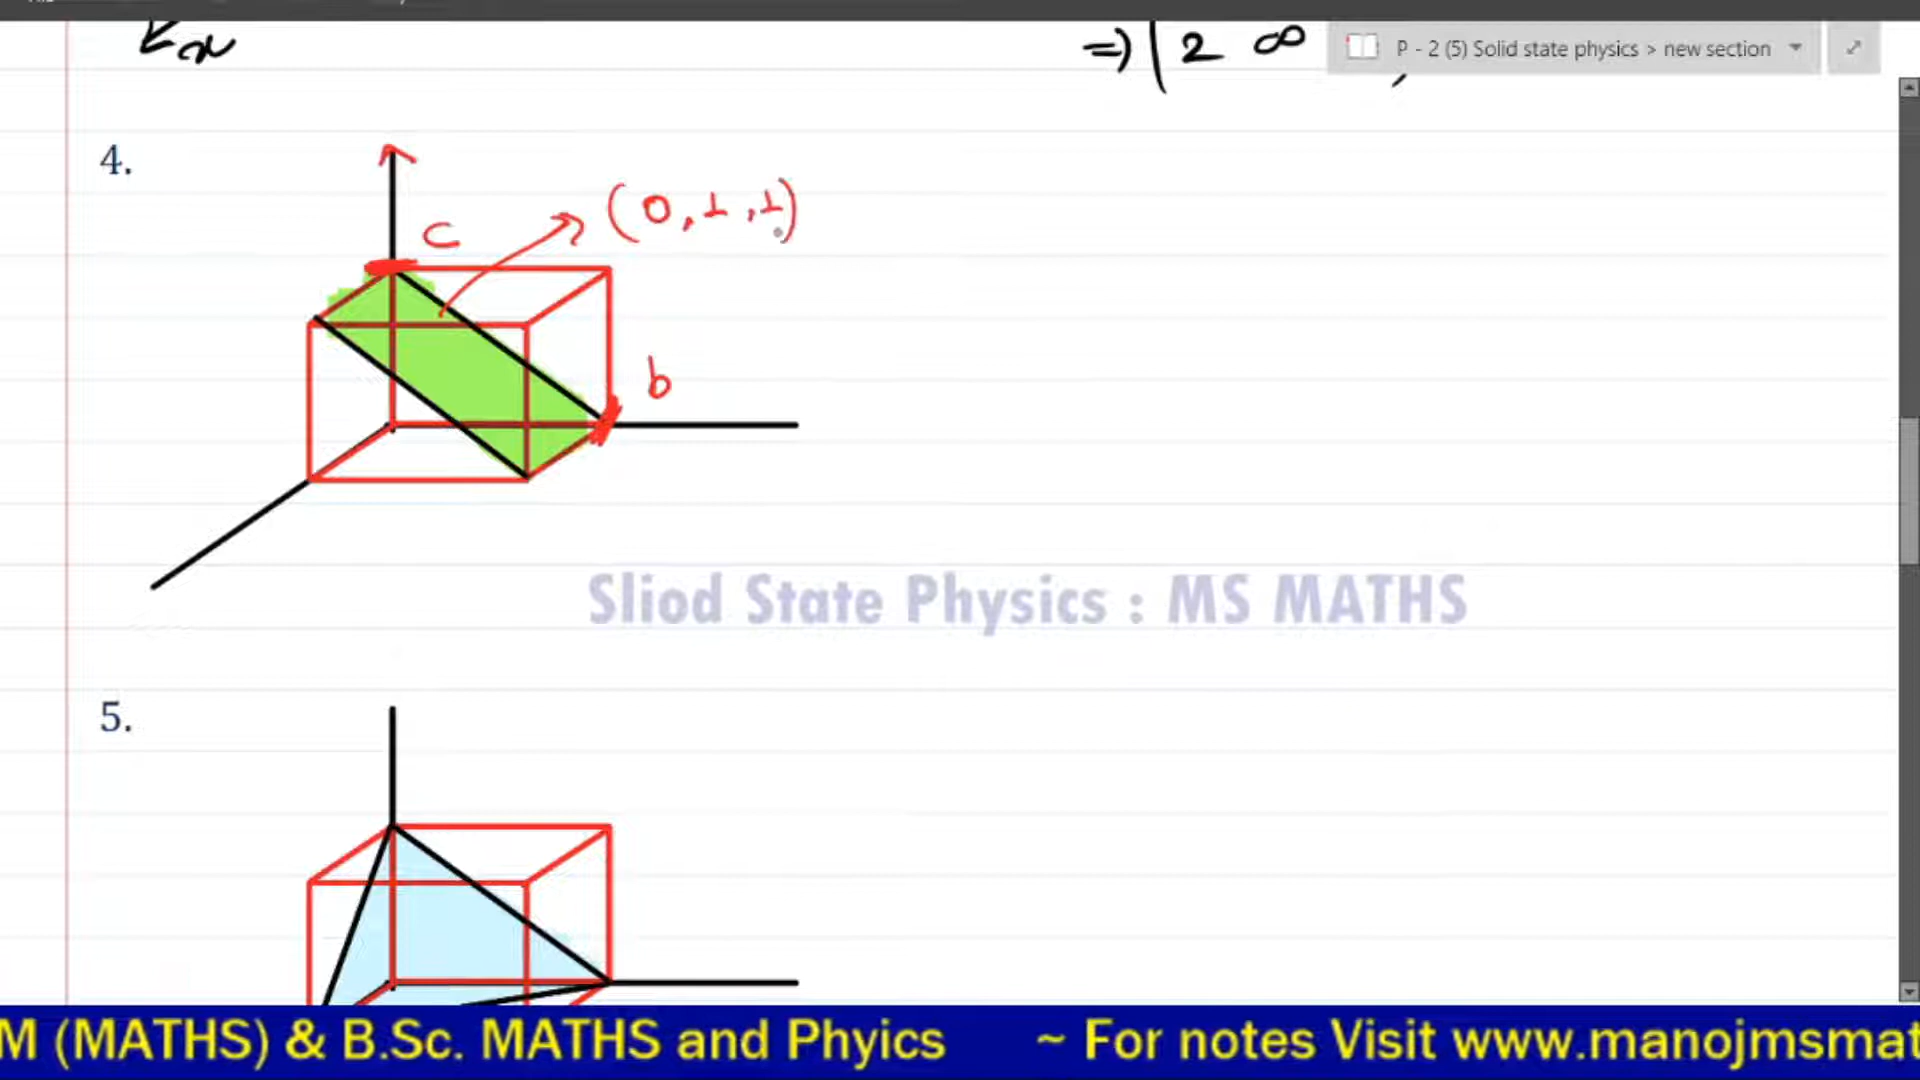 x
=) ( 2 ∞
P - 2 (5) Solid state physics > new section
4.
(0,1,1)
c
b
Sliod State Physics : MS MATHS
5.
M (MATHS) & B.Sc. MATHS and Phyics ~ For notes Visit www.manojmsmat